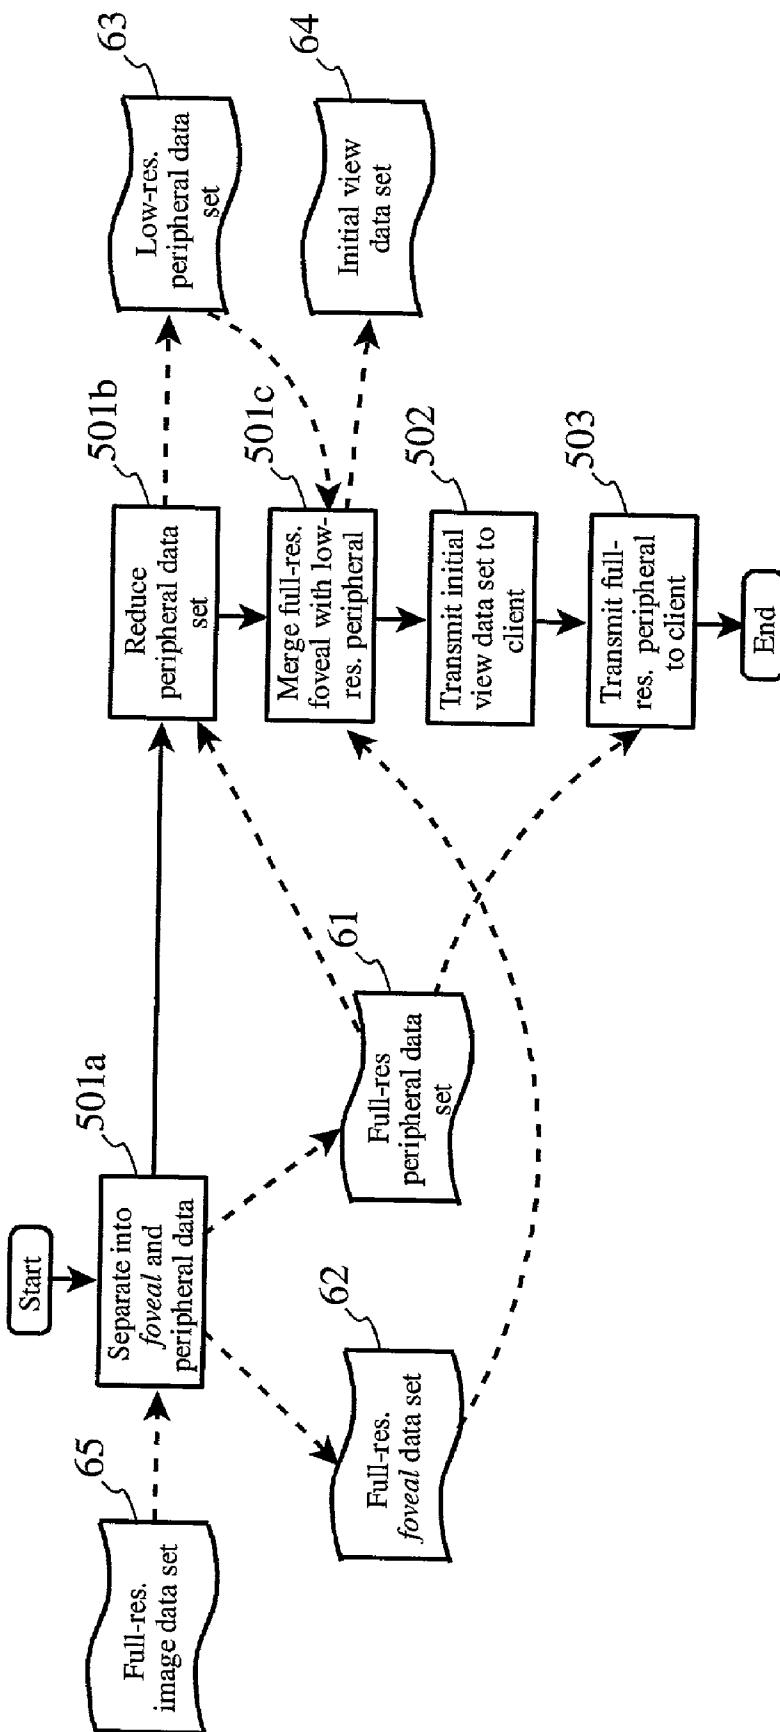 Start
65
Full-res.
image data set
501a
Separate into
foveal and
peripheral data
62
Full-res.
foveal data set
61
Full-res
peripheral data
set
501b
Reduce
peripheral data
set
63
Low-res.
peripheral data
set
501c
Merge full-res.
foveal with low-
res. peripheral
64
Initial view
data set
502
Transmit initial
view data set to
client
503
Transmit full-
res. peripheral
to client
End